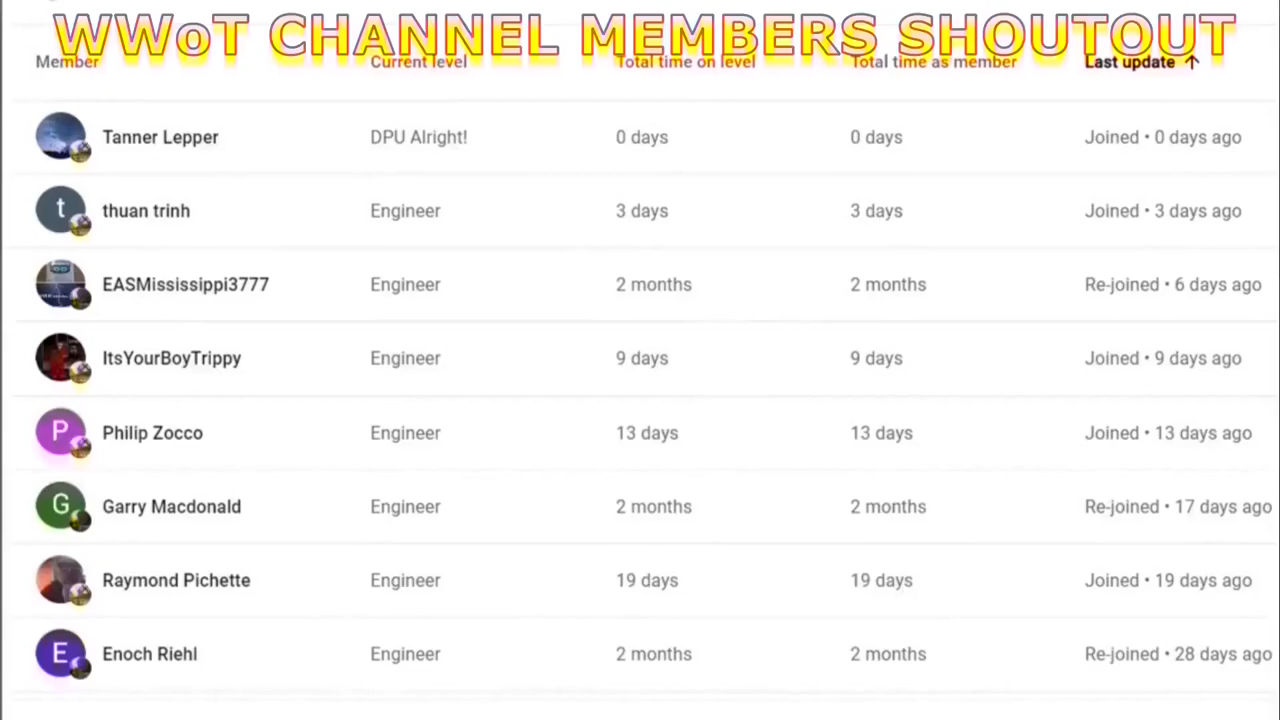 WWoT CHANNEL MEMBERS SHOUTOUT
Member Current level Total time on level Total time as member Last update ↑
Tanner Lepper DPU Alright! 0 days 0 days Joined • 0 days ago
t thuan trinh Engineer 3 days 3 days Joined • 3 days ago
EASMississippi3777 Engineer 2 months 2 months Re-joined • 6 days ago
ItsYourBoyTrippy Engineer 9 days 9 days Joined • 9 days ago
P Philip Zocco Engineer 13 days 13 days Joined • 13 days ago
G Garry Macdonald Engineer 2 months 2 months Re-joined • 17 days ago
Raymond Pichette Engineer 19 days 19 days Joined • 19 days ago
E Enoch Riehl Engineer 2 months 2 months Re-joined • 28 days ago